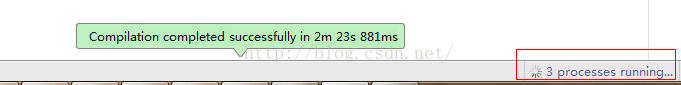 Compilation completed successfully in 2m 23s 881ms
http://blog.csdn.net/
3 processes running...